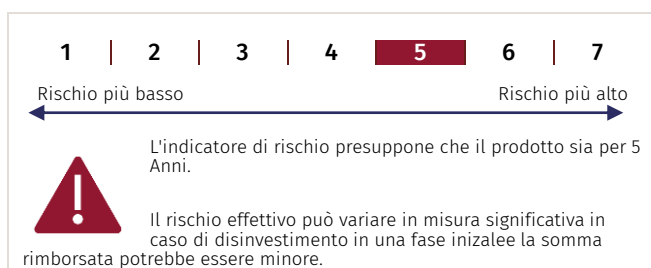 1 2 3 4 5 6 7
Rischio più basso Rischio più alto
L'indicatore di rischio presuppone che il prodotto sia per 5
Anni.
Il rischio effettivo può variare in misura significativa in
caso di disinvestimento in una fase inizalee la somma
rimborsata potrebbe essere minore.